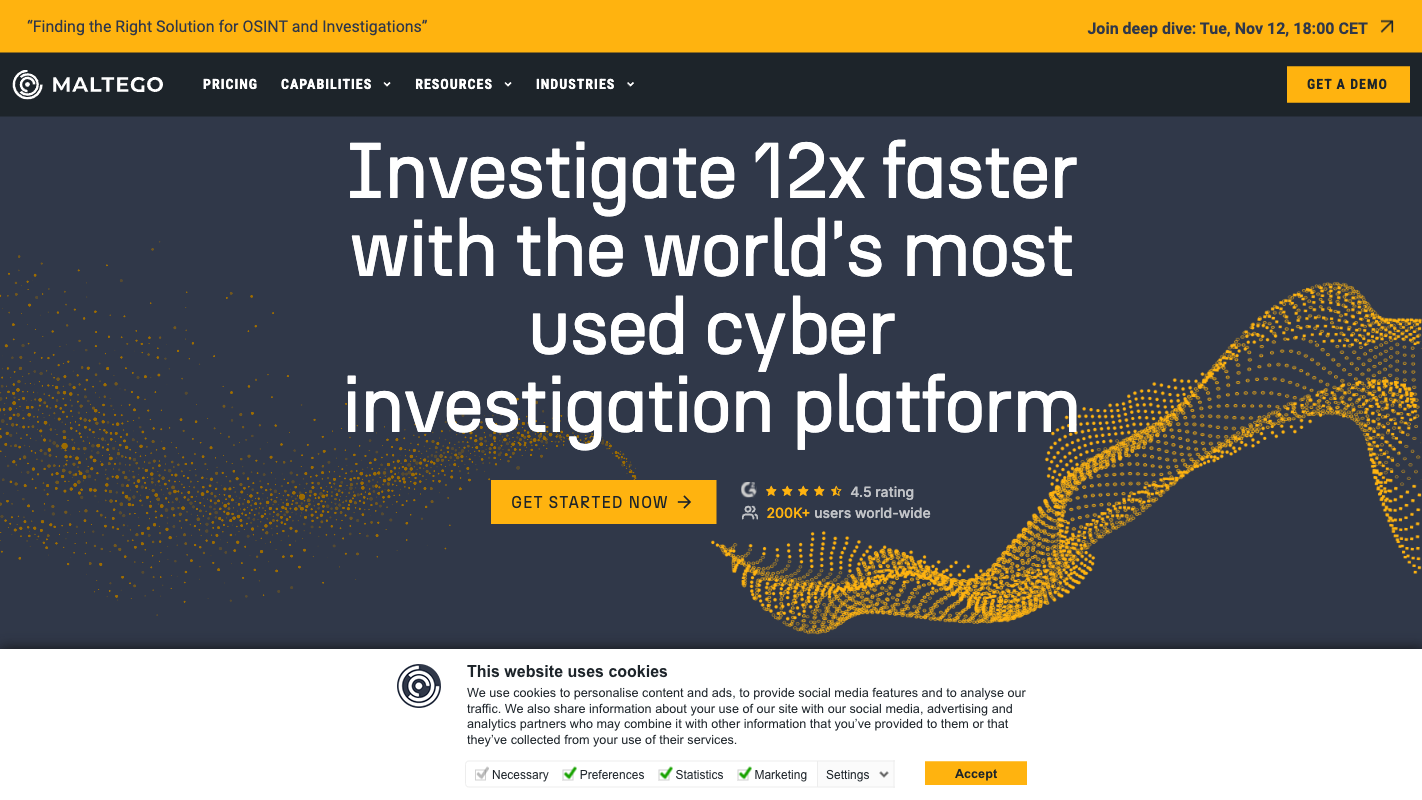 "Finding the Right Solution for OSINT and Investigations"
Join deep dive: Tue, Nov 12, 18:00 CET
MALTEGO
PRICING
CAPABILITIES
RESOURCES
INDUSTRIES
GET A DEMO
Investigate 12x faster
with the world's most
used cyber
investigation platform
GET STARTED NOW
4.5 rating
200K+ users world-wide
This website uses cookies
We use cookies to personalise content and ads, to provide social media features and to analyse our
traffic. We also share information about your use of our site with our social media, advertising and
analytics partners who may combine it with other information that you've provided to them or that
they've collected from your use of their services.
Necessary
Preferences
Statistics
Marketing
Settings
Accept